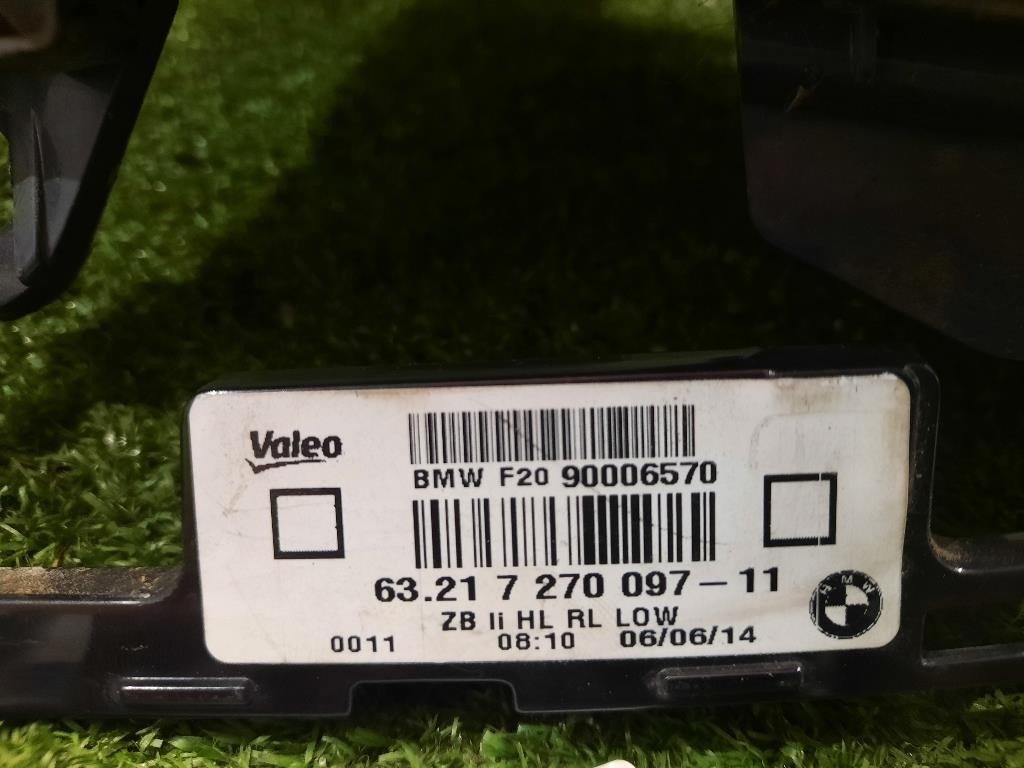 Valeo
BMW F20 90006570
63.21 7 270 097-11
ZB li HL RL LOW
0011 08:10 06/06/14
BMW